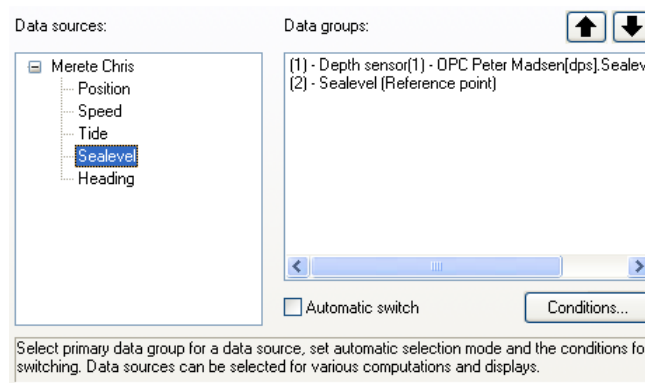 Data sources:
Data groups:
Merete Chris
Position
Speed
Tide
Sealevel
Heading
(1) - Depth sensor(1) - OPC Peter Madsen[dps].Sealev
(2) - Sealevel (Reference point)
Automatic switch
Conditions...
Select primary data group for a data source, set automatic selection mode and the conditions fo
switching. Data sources can be selected for various computations and displays.